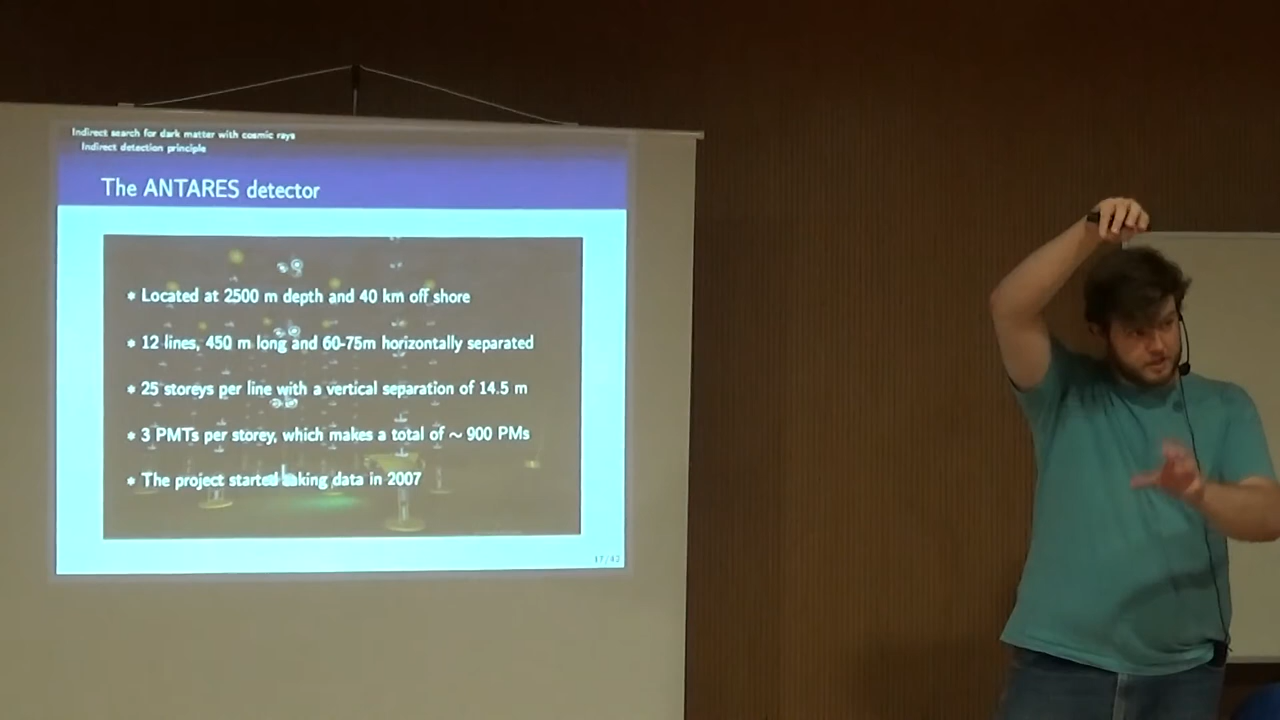 Indirect search for dark matter with cosmic rays
Indirect detection principle
The ANTARES detector
* Located at 2500 m depth and 40 km off shore
* 12 lines, 450 m long and 60-75m horizontally separated
* 25 storeys per line with a vertical separation of 14.5 m
* 3 PMTs per storey, which makes a total of ~ 900 PMs
* The project started taking data in 2007
17/42